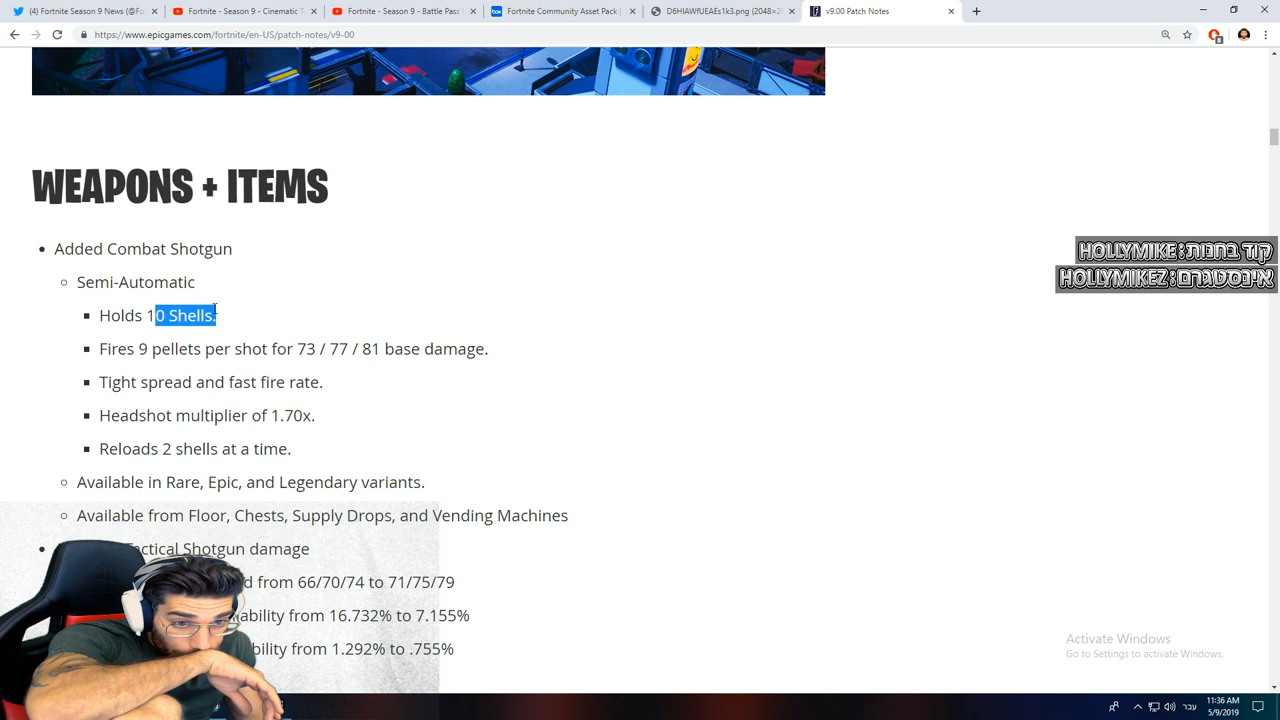 (4) Fortnite Season 9 News (@Fo
Fortnite - Season 9 - Cinematic T
Fortnite - Season 9 - Battle Pass
Fortnite Community Asset Pack
D6HIAWfUEAEs1k3.png (2048×2
v9.00 Patch Notes
https://www.epicgames.com/fortnite/en-US/patch-notes/v9-00
WEAPONS + ITEMS
Added Combat Shotgun
Semi-Automatic
Holds 10 Shells.
Fires 9 pellets per shot for 73 / 77 / 81 base damage.
Tight spread and fast fire rate.
Headshot multiplier of 1.70x.
Reloads 2 shells at a time.
Available in Rare, Epic, and Legendary variants.
Available from Floor, Chests, Supply Drops, and Vending Machines
Tactical Shotgun damage
d from 66/70/74 to 71/75/79
lability from 16.732% to 7.155%
bility from 1.292% to .755%
קוד בחנות: HOLLYMIKE
אינסטגרם: HOLLYMIKEZ
Activate Windows
Go to Settings to activate Windows.
עבר
11:36 AM
5/9/2019